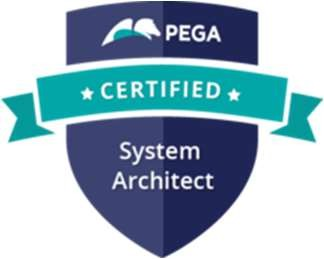 PEGA
CERTIFIED
System
Architect